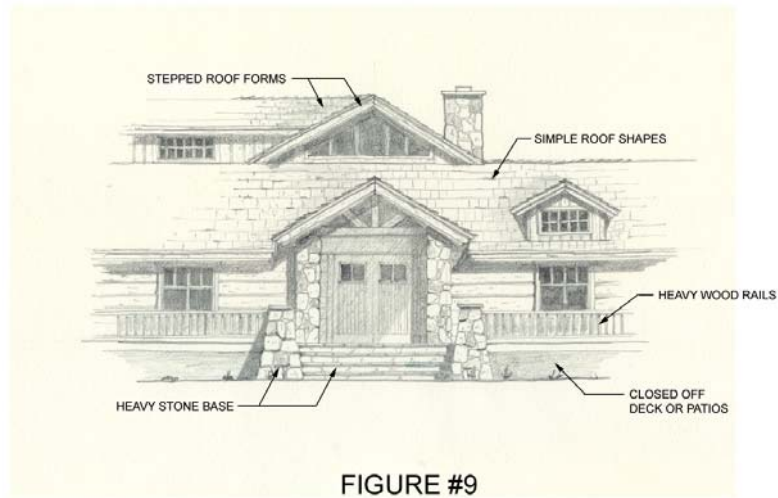 STEPPED ROOF FORMS
SIMPLE ROOF SHAPES
HEAVY WOOD RAILS
CLOSED OFF
DECK OR PATIOS
HEAVY STONE BASE
FIGURE #9